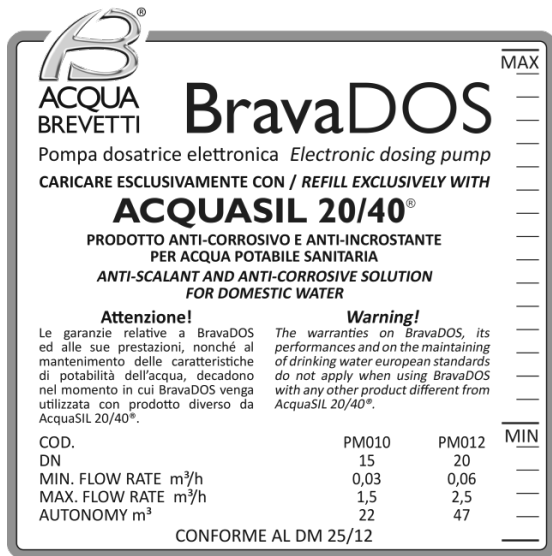 B®
MAX
ACQUA
BREVETTI
BravaDOS
Pompa dosatrice elettronica Electronic dosing pump
CARICARE ESCLUSIVAMENTE CON / REFILL EXCLUSIVELY WITH
ACQUASIL 20/40®
PRODOTTO ANTI-CORROSIVO E ANTI-INCROSTANTE
PER ACQUA POTABILE SANITARIA
ANTI-SCALANT AND ANTI-CORROSIVE SOLUTION
FOR DOMESTIC WATER
Attenzione!
Le garanzie relative a BravaDOS
ed alle sue prestazioni, nonché al
mantenimento delle caratteristiche
di potabilità dell'acqua, decadono
nel momento in cui BravaDOS venga
utilizzata con prodotto diverso da
AcquaSIL 20/40®.
Warning!
The warranties on BravaDOS, its
performances and on the maintaining
of drinking water european standards
do not apply when using BravaDOS
with any other product different from
AcquaSIL 20/40®.
MIN
COD. PM010 PM012
DN 15 20
MIN. FLOW RATE m³/h 0,03 0,06
MAX. FLOW RATE m³/h 1,5 2,5
AUTONOMY m³ 22 47
CONFORME AL DM 25/12